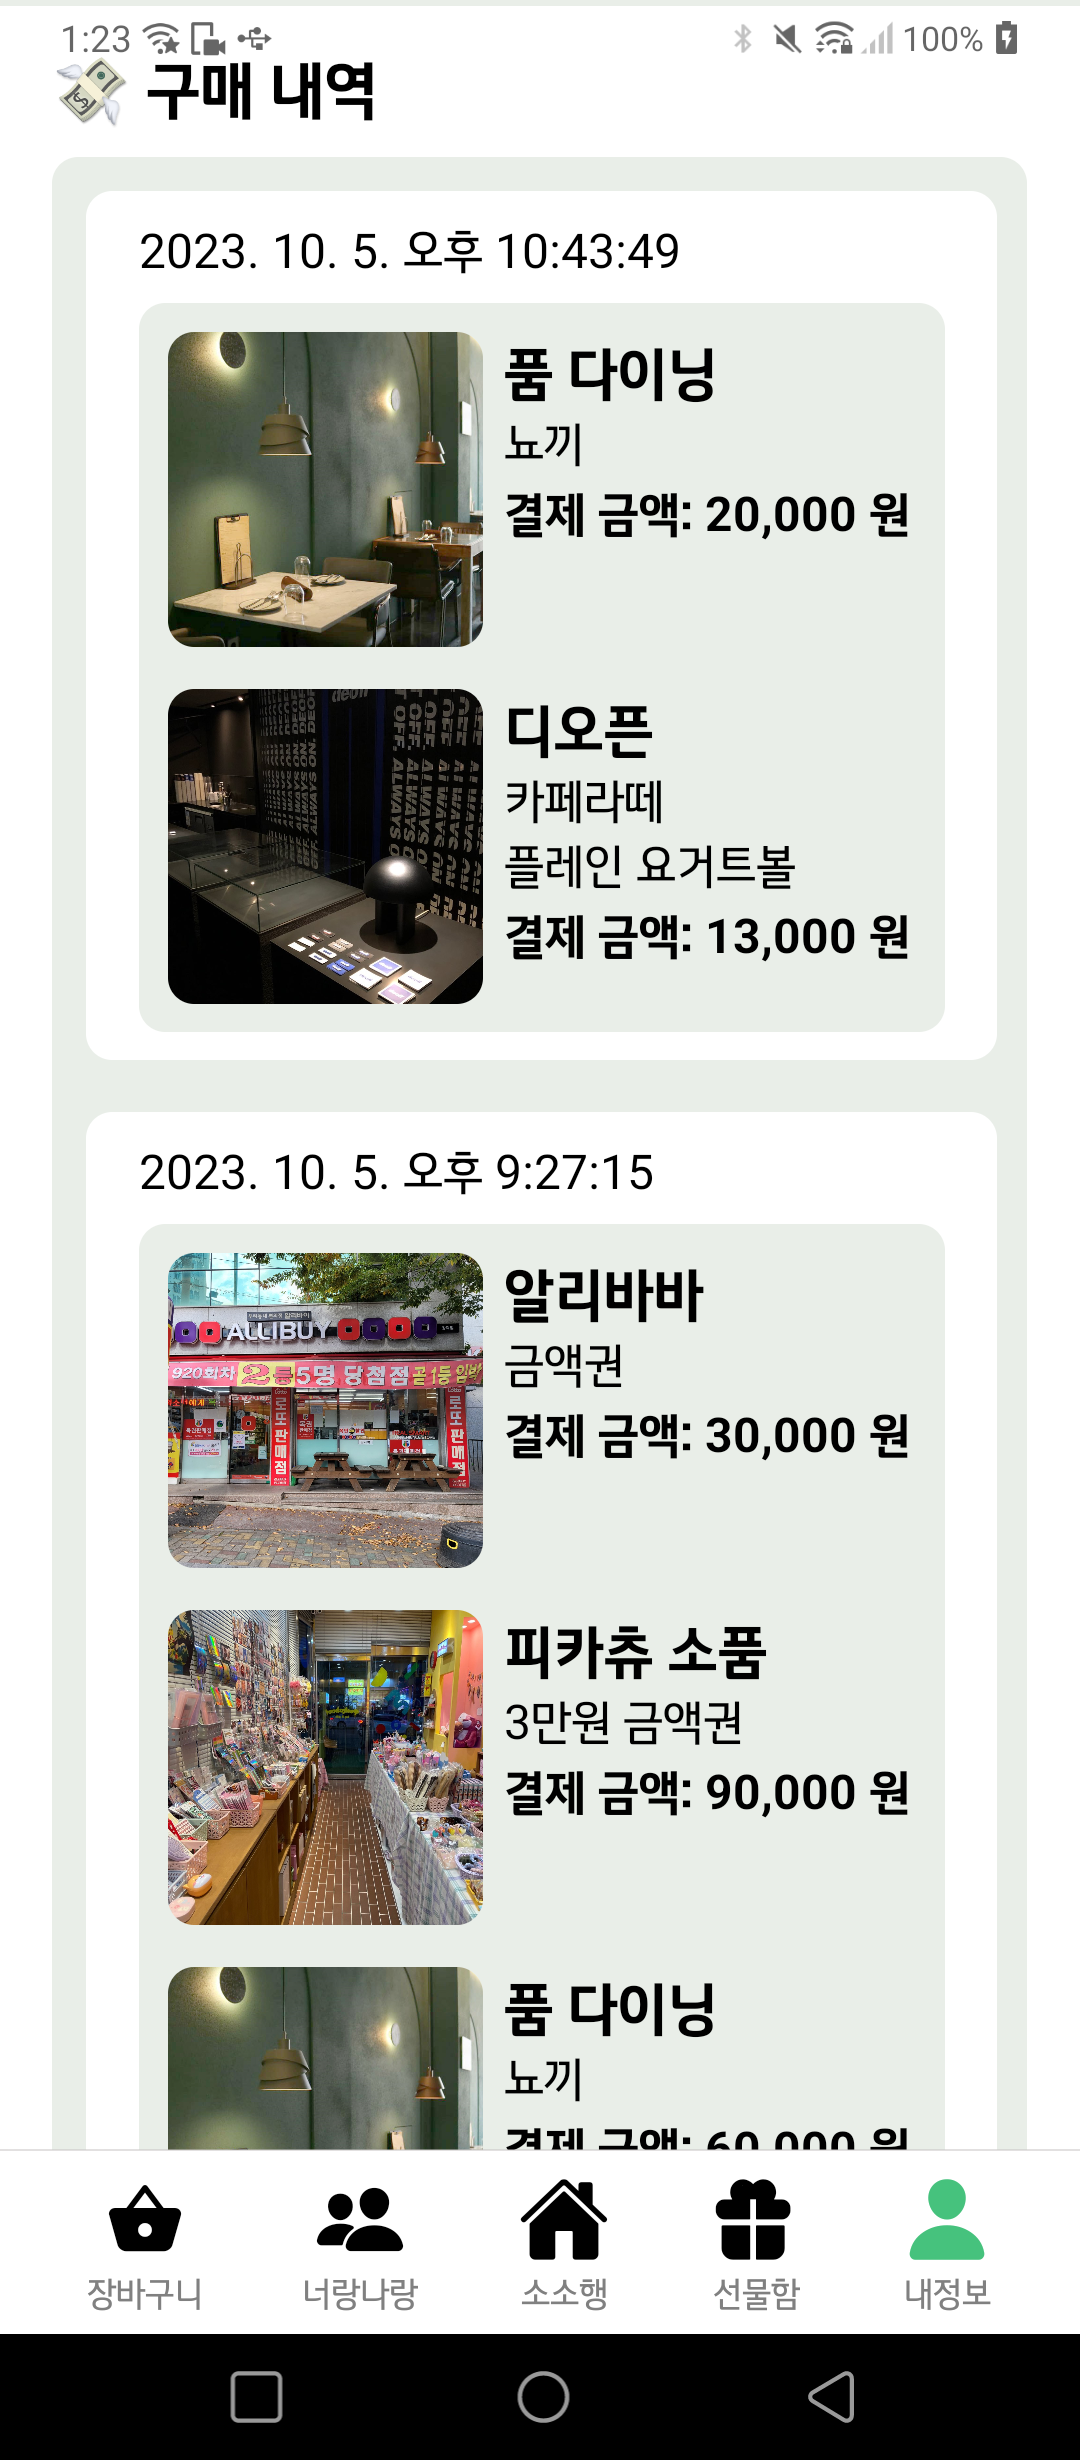 1:23
100%
구매 내역
2023. 10. 5. 오후 10:43:49
품 다이닝
뇨끼
결제 금액: 20,000 원
디오픈
카페라떼
플레인 요거트볼
결제 금액: 13,000 원
2023. 10. 5. 오후 9:27:15
ALLIBUY
920회차 2등 5명 당첨점
로또판매점
로또판매점
알리바바
금액권
결제 금액: 30,000 원
피카츄 소품
3만원 금액권
결제 금액: 90,000 원
품 다이닝
뇨끼
결제 금액: 60,000 원
장바구니
너랑나랑
소소행
선물함
내정보